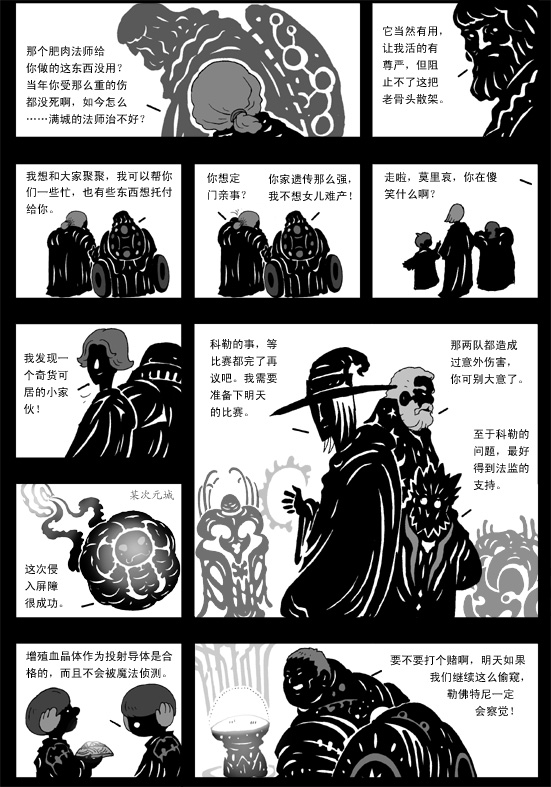 那个肥肉法师给
你做的这东西没用？
当年你受那么重的伤
都没死啊，如今怎么
……满城的法师治不好？
它当然有用，
让我活的有
尊严，但阻
止不了这把
老骨头散架。
我想和大家聚聚，我可以帮你
们一些忙，也有些东西想托付
给你。
你想定
门亲事？
你家遗传那么强，
我不想女儿难产！
走啦，莫里哀，你在傻
笑什么啊？
我发现一
个奇货可
居的小家
伙！
科勒的事，等
比赛都完了再
议吧。我需要
准备下明天
的比赛。
那两队都造成
过意外伤害，
你可别大意了。
至于科勒的
问题，最好
得到法监的
支持。
某次元城
这次侵
入屏障
很成功。
增殖血晶体作为投射导体是合
格的，而且不会被魔法侦测。
要不要打个赌啊，明天如果
我们继续这么偷窥，
勒佛特尼一定
会察觉！